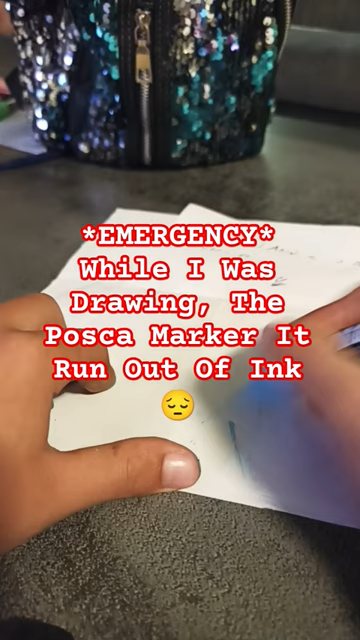 *EMERGENCY*
While I Was
Drawing, The
Posca Marker It
Run Out Of Ink
😔